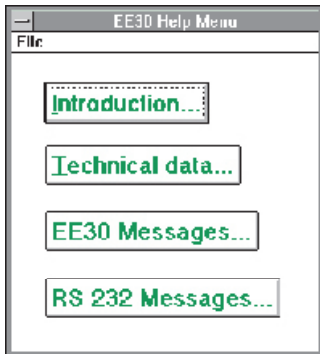 EE30 Help Menu
File
Introduction...
Technical data...
EE30 Messages...
RS 232 Messages...